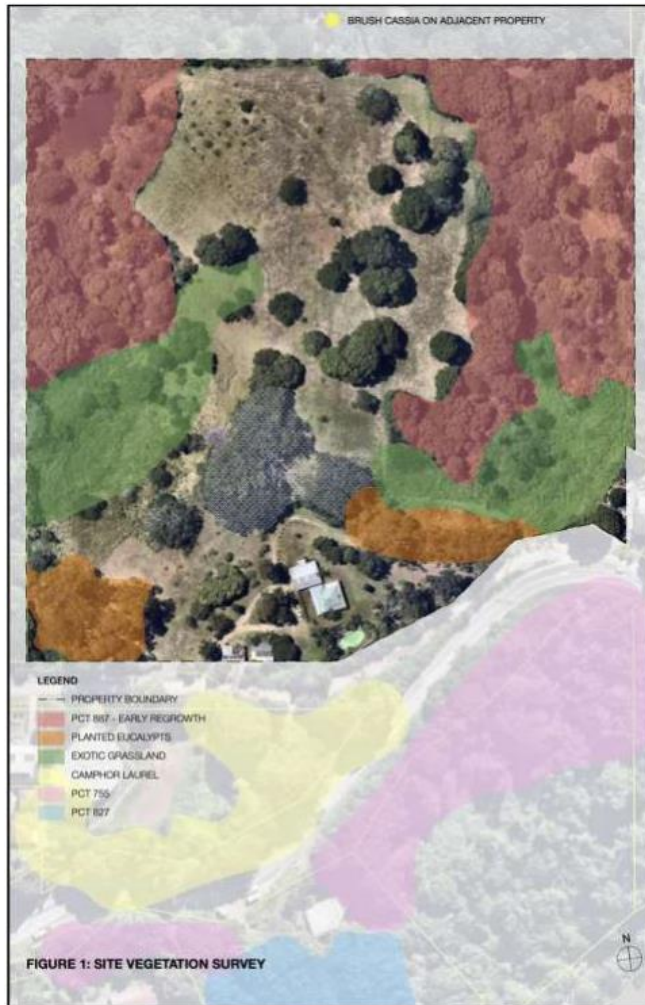 BRUSH CASSIA ON ADJACENT PROPERTY
LEGEND
PROPERTY BOUNDARY
PCT 887 - EARLY REGROWTH
PLANTED EUCALYPTS
EXOTIC GRASSLAND
CAMPHOR LAUREL
PCT 755
PCT 827
FIGURE 1: SITE VEGETATION SURVEY
N